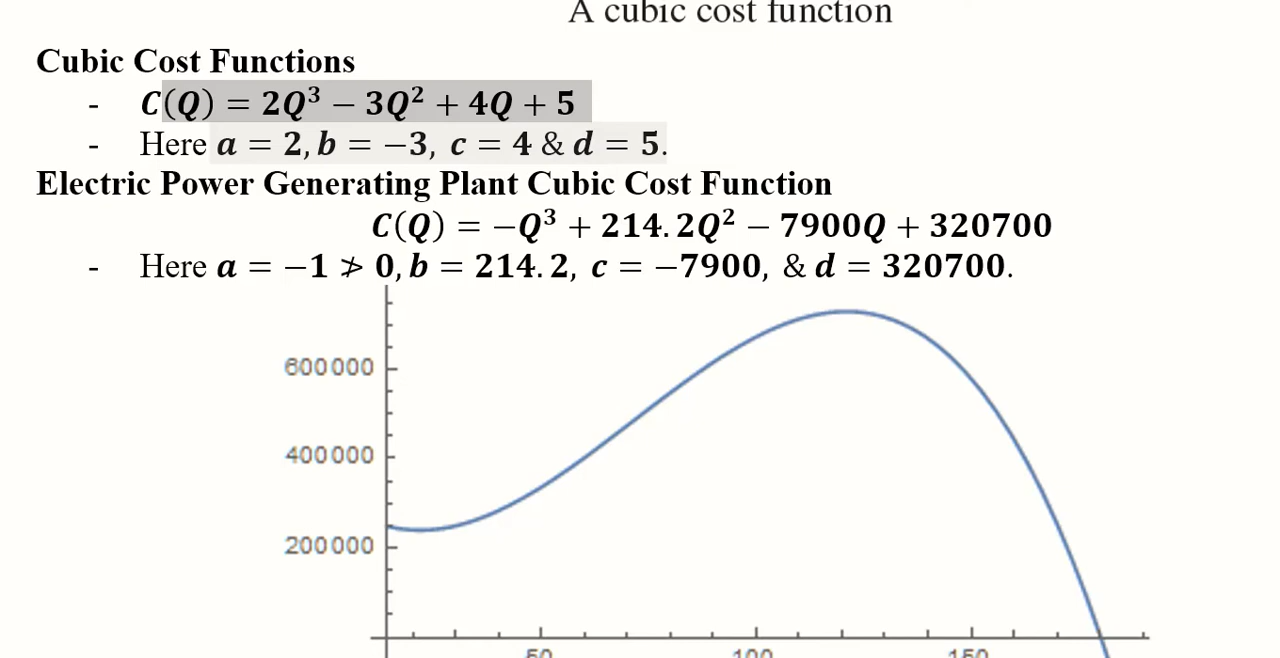 A cubic cost function
Cubic Cost Functions
- C(Q) = 2Q³ − 3Q² + 4Q + 5
- Here a = 2, b = −3, c = 4 & d = 5.
Electric Power Generating Plant Cubic Cost Function
C(Q) = −Q³ + 214.2Q² − 7900Q + 320700
- Here a = −1 ≯ 0, b = 214.2, c = −7900, & d = 320700.
600000
400000
200000
50 100 150